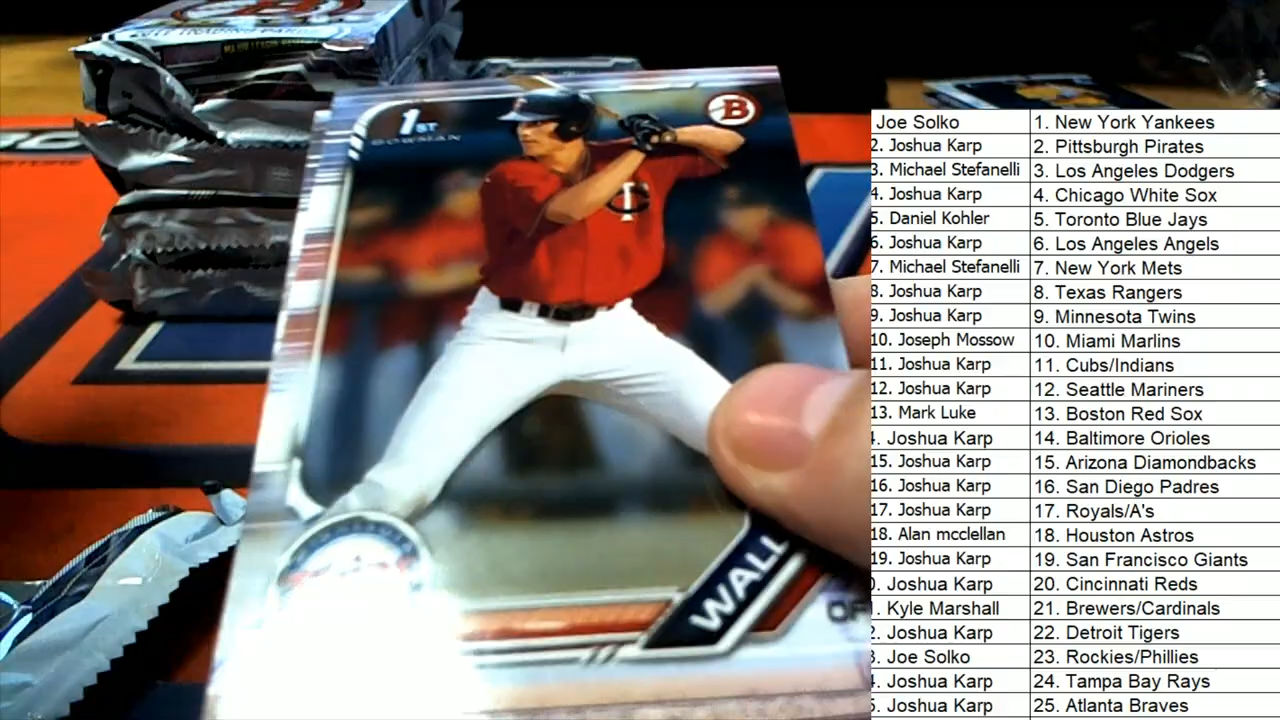 1ST
BOWMAN
B
WALL
OF
Joe Solko 1. New York Yankees
2. Joshua Karp 2. Pittsburgh Pirates
3. Michael Stefanelli 3. Los Angeles Dodgers
4. Joshua Karp 4. Chicago White Sox
5. Daniel Kohler 5. Toronto Blue Jays
6. Joshua Karp 6. Los Angeles Angels
7. Michael Stefanelli 7. New York Mets
8. Joshua Karp 8. Texas Rangers
9. Joshua Karp 9. Minnesota Twins
10. Joseph Mossow 10. Miami Marlins
11. Joshua Karp 11. Cubs/Indians
12. Joshua Karp 12. Seattle Mariners
13. Mark Luke 13. Boston Red Sox
4. Joshua Karp 14. Baltimore Orioles
15. Joshua Karp 15. Arizona Diamondbacks
16. Joshua Karp 16. San Diego Padres
17. Joshua Karp 17. Royals/A's
18. Alan mcclellan 18. Houston Astros
19. Joshua Karp 19. San Francisco Giants
0. Joshua Karp 20. Cincinnati Reds
1. Kyle Marshall 21. Brewers/Cardinals
2. Joshua Karp 22. Detroit Tigers
3. Joe Solko 23. Rockies/Phillies
4. Joshua Karp 24. Tampa Bay Rays
5. Joshua Karp 25. Atlanta Braves